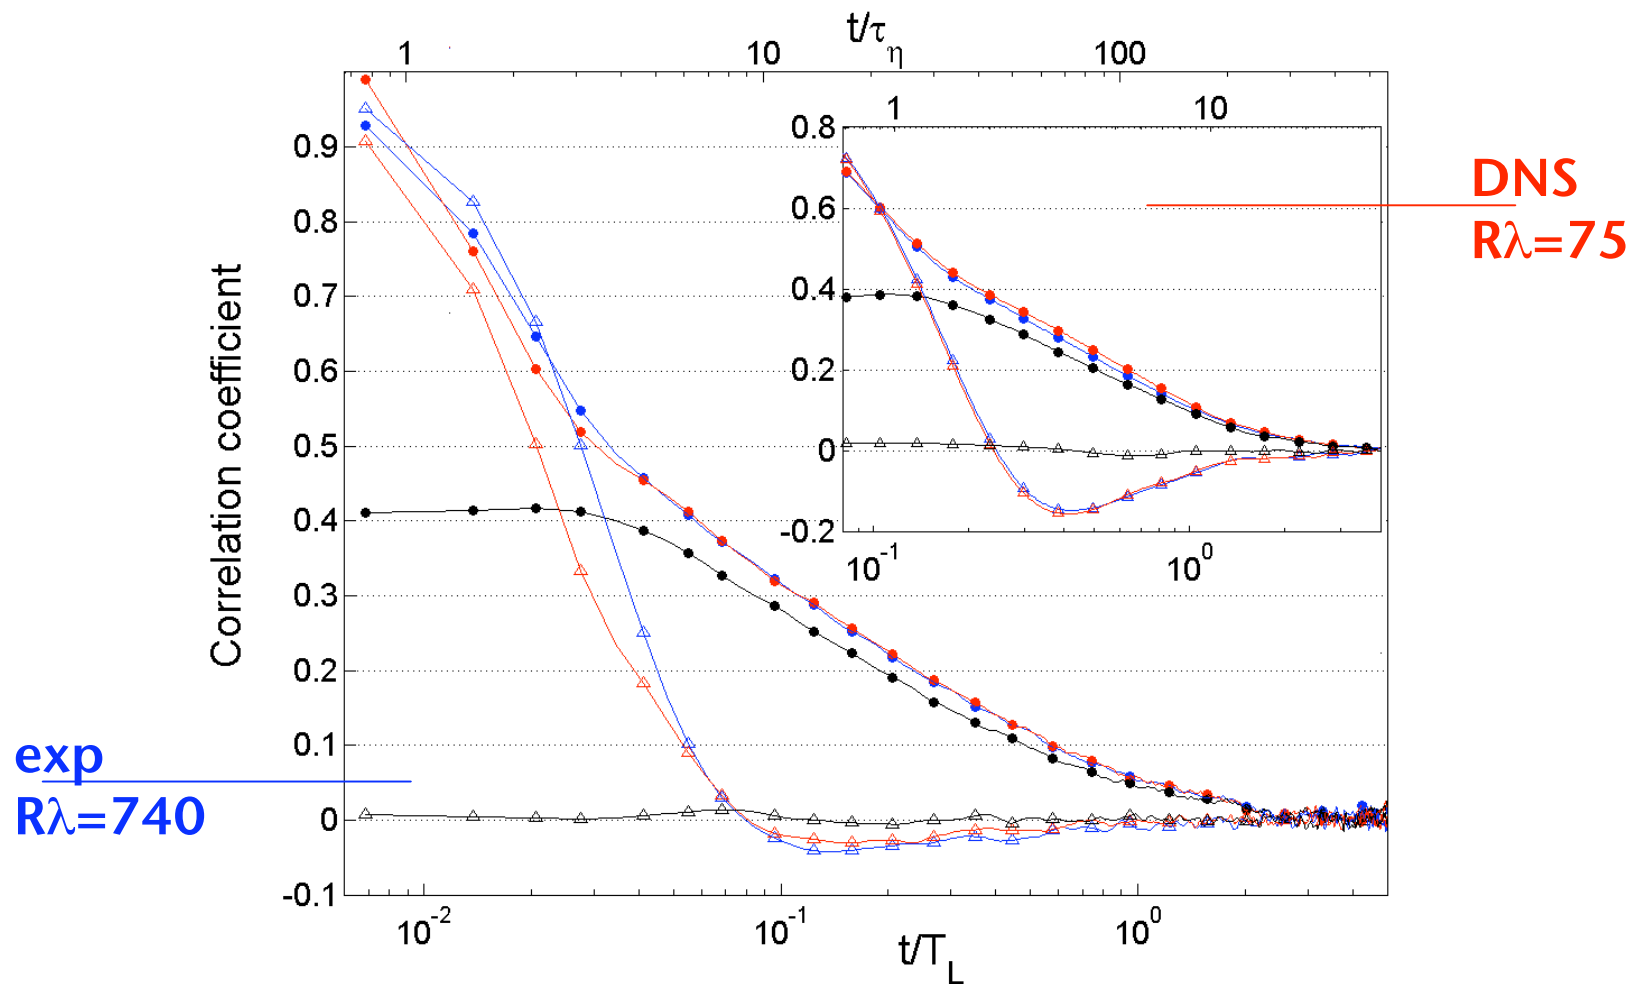 t/τη
1 10 100
1 10
0.9
0.8
0.7
0.6
0.5
0.4
0.3
0.2
0.1
0
-0.1
Correlation coefficient
0.8
0.6
0.4
0.2
0
-0.2
10-1 100
DNS
Rλ=75
exp
Rλ=740
10-2 10-1 100
t/TL